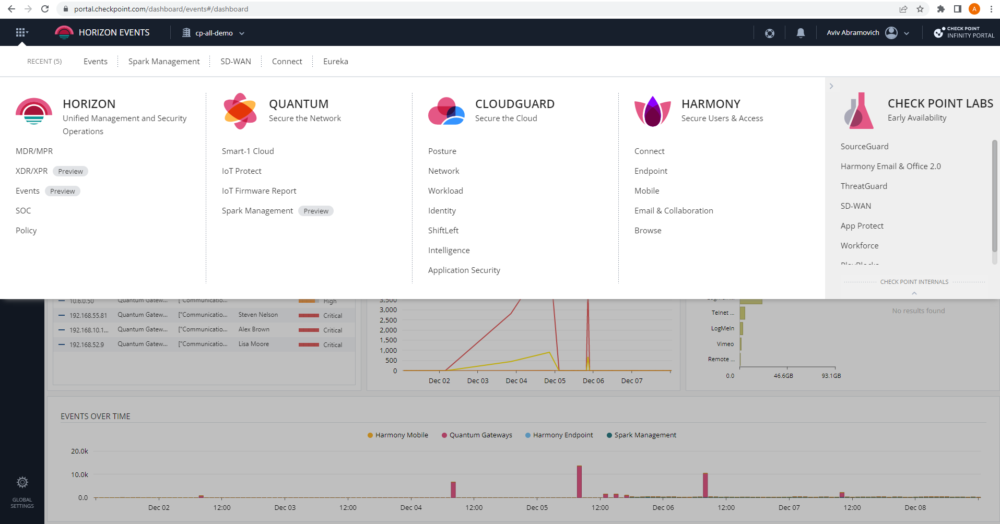 portal.checkpoint.com/dashboard/events#/dashboard
A
HORIZON EVENTS
cp-all-demo
Aviv Abramovich
CHECK POINT
INFINITY PORTAL
RECENT (5)
Events
Spark Management
SD-WAN
Connect
Eureka
HORIZON
Unified Management and Security
Operations
MDR/MPR
XDR/XPR Preview
Events Preview
SOC
Policy
QUANTUM
Secure the Network
Smart-1 Cloud
IoT Protect
IoT Firmware Report
Spark Management Preview
CLOUDGUARD
Secure the Cloud
Posture
Network
Workload
Identity
ShiftLeft
Intelligence
Application Security
HARMONY
Secure Users & Access
Connect
Endpoint
Mobile
Email & Collaboration
Browse
CHECK POINT LABS
Early Availability
SourceGuard
Harmony Email & Office 2.0
ThreatGuard
SD-WAN
App Protect
Workforce
PlayBlocks
CHECK POINT INTERNALS
10.6.0.50 Quantum Gatew... ["Communicatio... High
192.168.55.81 Quantum Gatew... ["Communicatio... Steven Nelson Critical
192.168.10.1... Quantum Gatew... ["Communicatio... Alex Brown Critical
192.168.52.9 Quantum Gatew... ["Communicatio... Lisa Moore Critical
3,500
3,000
2,500
2,000
1,500
1,000
500
0
Dec 02 Dec 03 Dec 04 Dec 05 Dec 06 Dec 07
Telnet ...
LogMeIn
Vimeo
Remote ...
0.0 46.6GB 93.1GB
No results found
EVENTS OVER TIME
Harmony Mobile Quantum Gateways Harmony Endpoint Spark Management
20.0k
10.0k
0.0
Dec 02 12:00 Dec 03 12:00 Dec 04 12:00 Dec 05 12:00 Dec 06 12:00 Dec 07 12:00 Dec 08
GLOBAL
SETTINGS